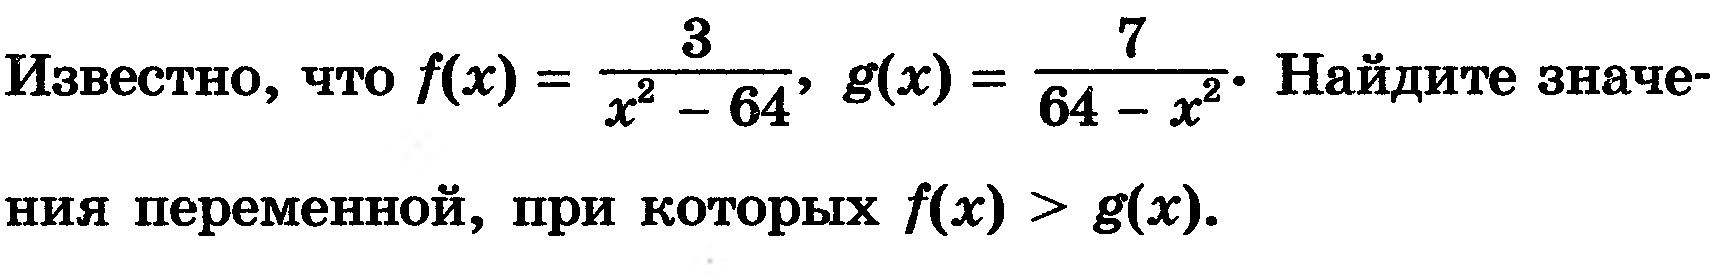 Известно, что f(x) = 3/(x² − 64), g(x) = 7/(64 − x²). Найдите значе-
ния переменной, при которых f(x) > g(x).